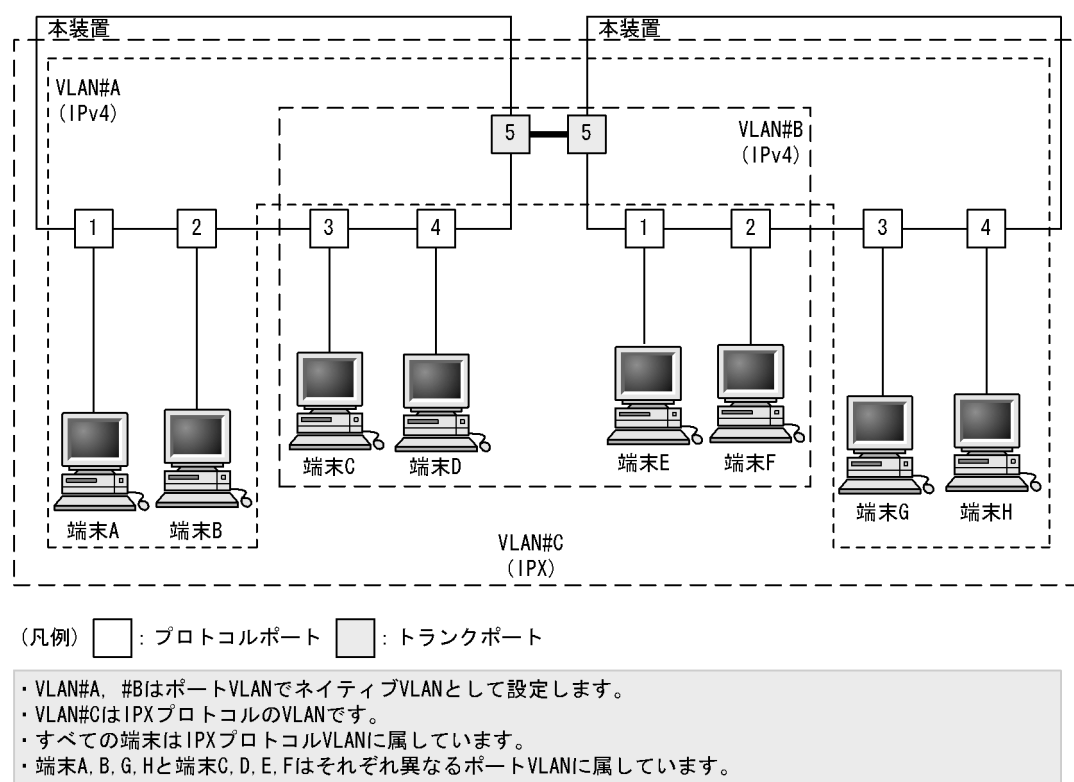 本装置
本装置
VLAN#A
(IPv4)
VLAN#B
(IPv4)
5
5
1
2
3
4
1
2
3
4
端末C
端末D
端末E
端末F
端末A
端末B
端末G
端末H
VLAN#C
(IPX)
(凡例) : プロトコルポート : トランクポート
・VLAN#A, #BはポートVLANでネイティブVLANとして設定します。
・VLAN#CはIPXプロトコルのVLANです。
・すべての端末はIPXプロトコルVLANに属しています。
・端末A,B,G,Hと端末C,D,E,Fはそれぞれ異なるポートVLANに属しています。